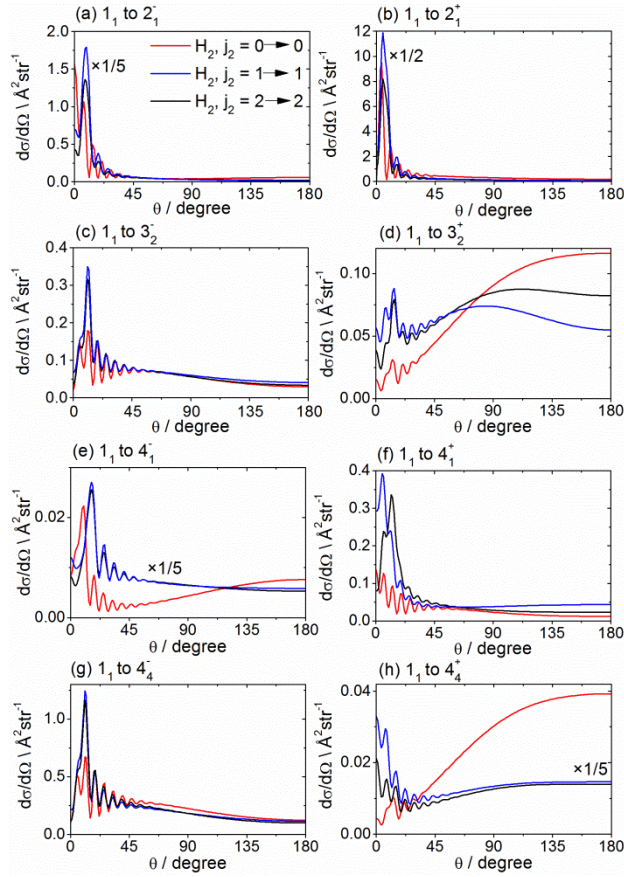 (a) 1₁ to 2₁⁻
(b) 1₁ to 2₁⁺
2.0
1.5
1.0
0.5
0.0
×1/5
H₂, j₂ = 0→0
H₂, j₂ = 1→1
H₂, j₂ = 2→2
dσ/dΩ \ Å²str⁻¹
0 45 90 135 180
θ / degree
12
10
8
6
4
2
0
×1/2
dσ/dΩ \ Å²str⁻¹
0 45 90 135 180
θ / degree
(c) 1₁ to 3₂⁻
(d) 1₁ to 3₂⁺
0.4
0.3
0.2
0.1
0.0
dσ/dΩ \ Å²str⁻¹
0 45 90 135 180
θ / degree
0.10
0.05
0.00
dσ/dΩ \ Å²str⁻¹
0 45 90 135 180
θ / degree
(e) 1₁ to 4₁⁻
(f) 1₁ to 4₁⁺
0.02
0.00
×1/5
dσ/dΩ \ Å²str⁻¹
0 45 90 135 180
θ / degree
0.4
0.3
0.2
0.1
0.0
dσ/dΩ \ Å²str⁻¹
0 45 90 135 180
θ / degree
(g) 1₁ to 4₄⁻
(h) 1₁ to 4₄⁺
1.0
0.5
0.0
dσ/dΩ \ Å²str⁻¹
0 45 90 135 180
θ / degree
0.04
0.02
0.00
×1/5
dσ/dΩ \ Å²str⁻¹
0 45 90 135 180
θ / degree